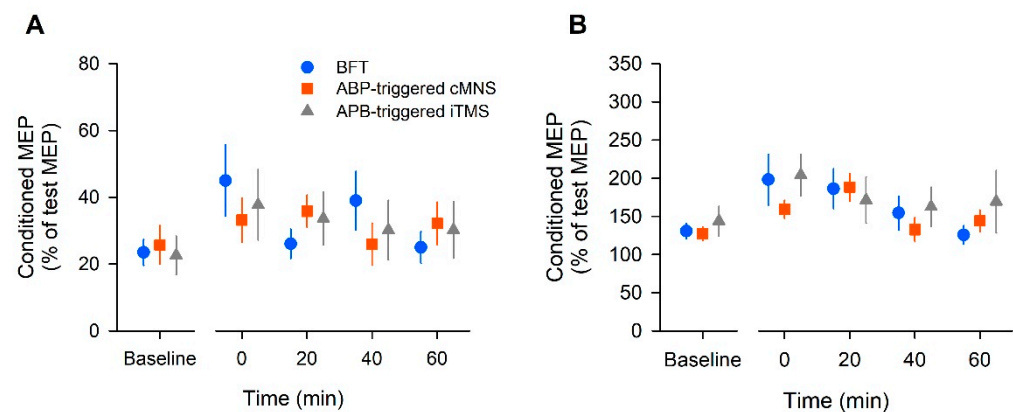 A
Conditioned MEP
(% of test MEP)
80
60
40
20
0
BFT
ABP-triggered cMNS
APB-triggered iTMS
Baseline
0
20
40
60
Time (min)
B
Conditioned MEP
(% of test MEP)
350
300
250
200
150
100
50
0
Baseline
0
20
40
60
Time (min)